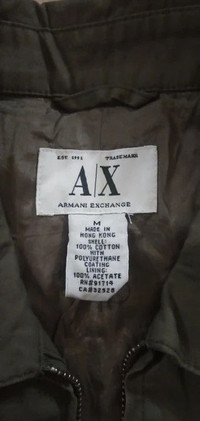 EST. 1991 TRADEMARK
A|X
ARMANI EXCHANGE
M
MADE IN
HONG KONG
SHELL:
100% COTTON
WITH
POLYURETHANE
COATING
LINING:
100% ACETATE
RN#91714
CA#32526